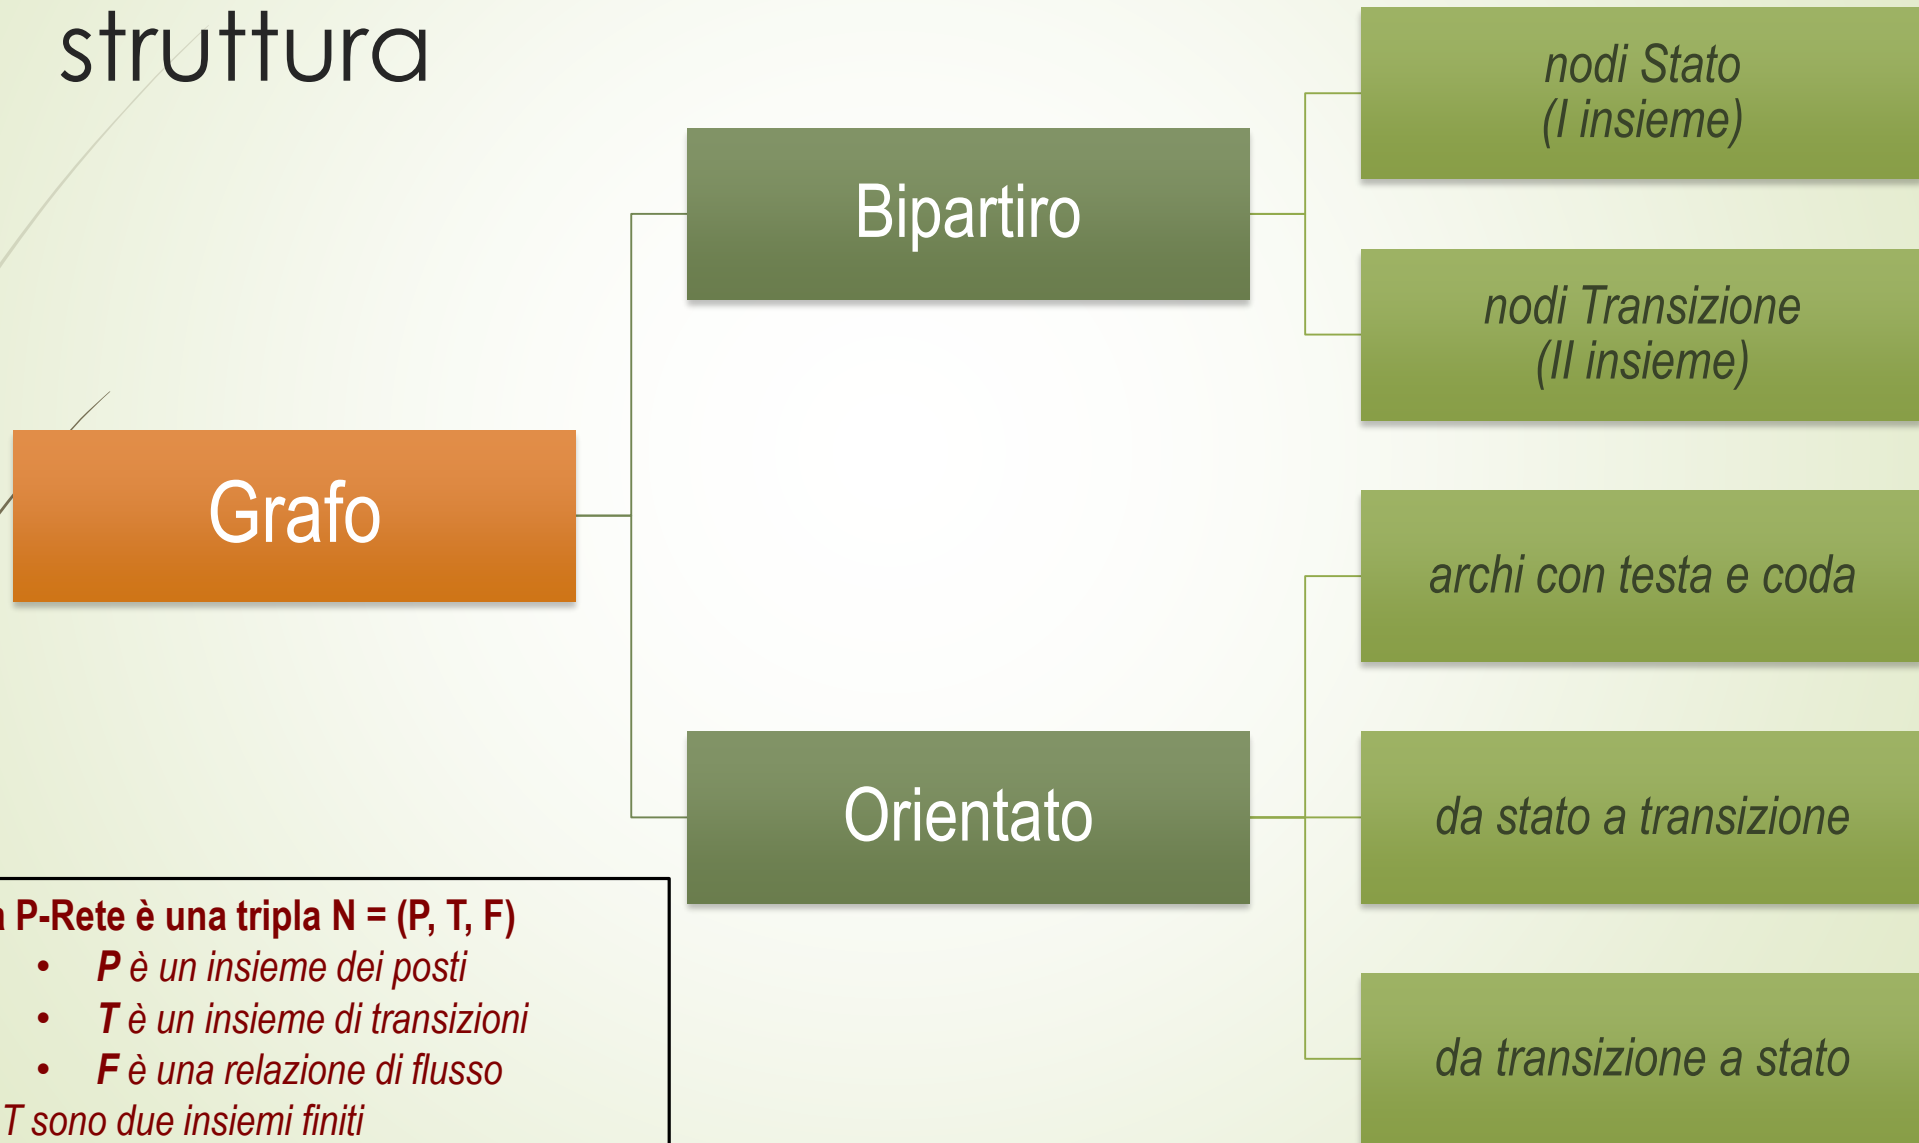 struttura
nodi Stato
(I insieme)
Bipartiro
nodi Transizione
(II insieme)
Grafo
archi con testa e coda
Orientato
da stato a transizione
da transizione a stato
P-Rete è una tripla N = (P, T, F)
• P è un insieme dei posti
• T è un insieme di transizioni
• F è una relazione di flusso
T sono due insiemi finiti